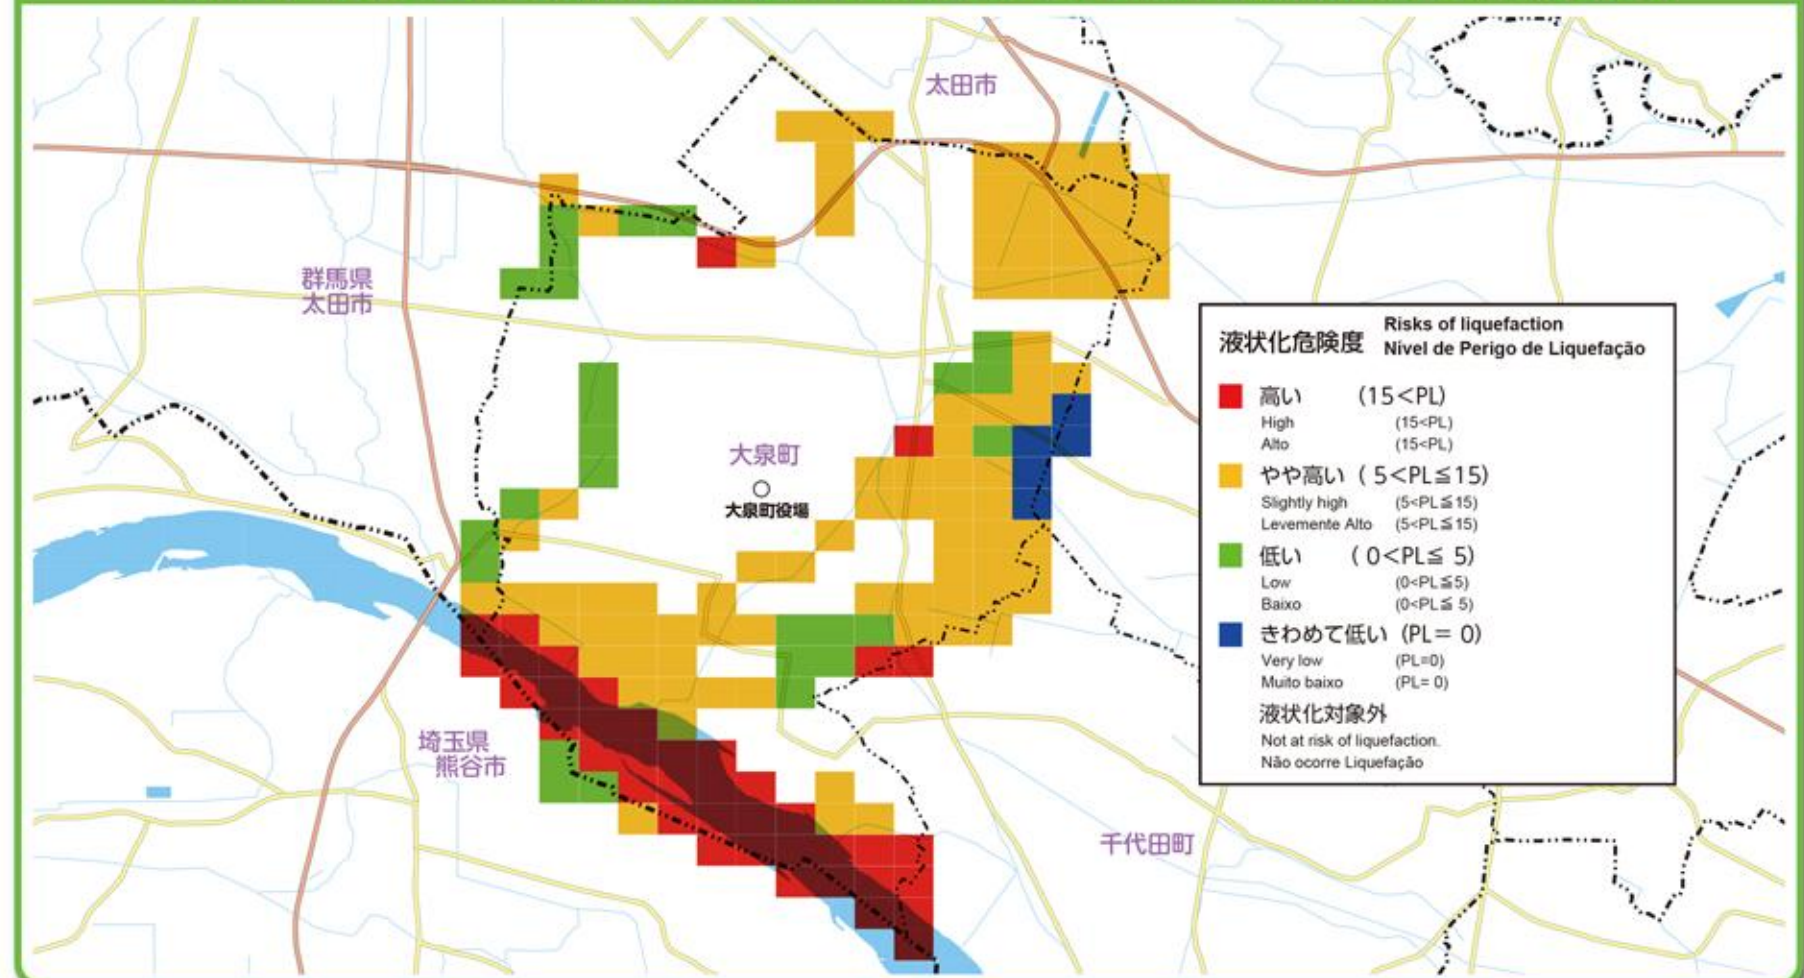 太田市
群馬県
太田市
大泉町
大泉町役場
埼玉県
熊谷市
千代田町
液状化危険度 Risks of liquefaction
Nível de Perigo de Liquefação
高い (15<PL)
High (15<PL)
Alto (15<PL)
やや高い ( 5<PL≦15)
Slightly high (5<PL≦15)
Levemente Alto (5<PL≦15)
低い ( 0<PL≦ 5)
Low (0<PL≦5)
Baixo (0<PL≦ 5)
きわめて低い (PL= 0)
Very low (PL=0)
Muito baixo (PL= 0)
液状化対象外
Not at risk of liquefaction.
Não ocorre Liquefação